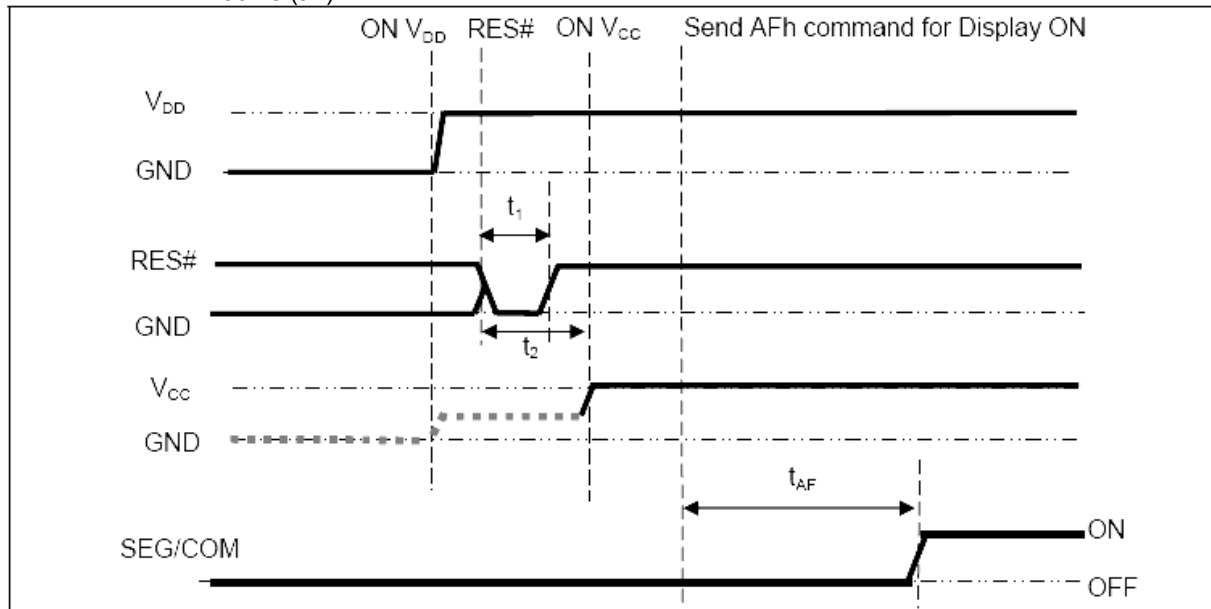 ON VDD RES# ON VCC Send AFh command for Display ON
VDD
GND
t1
RES#
GND
t2
VCC
GND
tAF
SEG/COM
ON
OFF